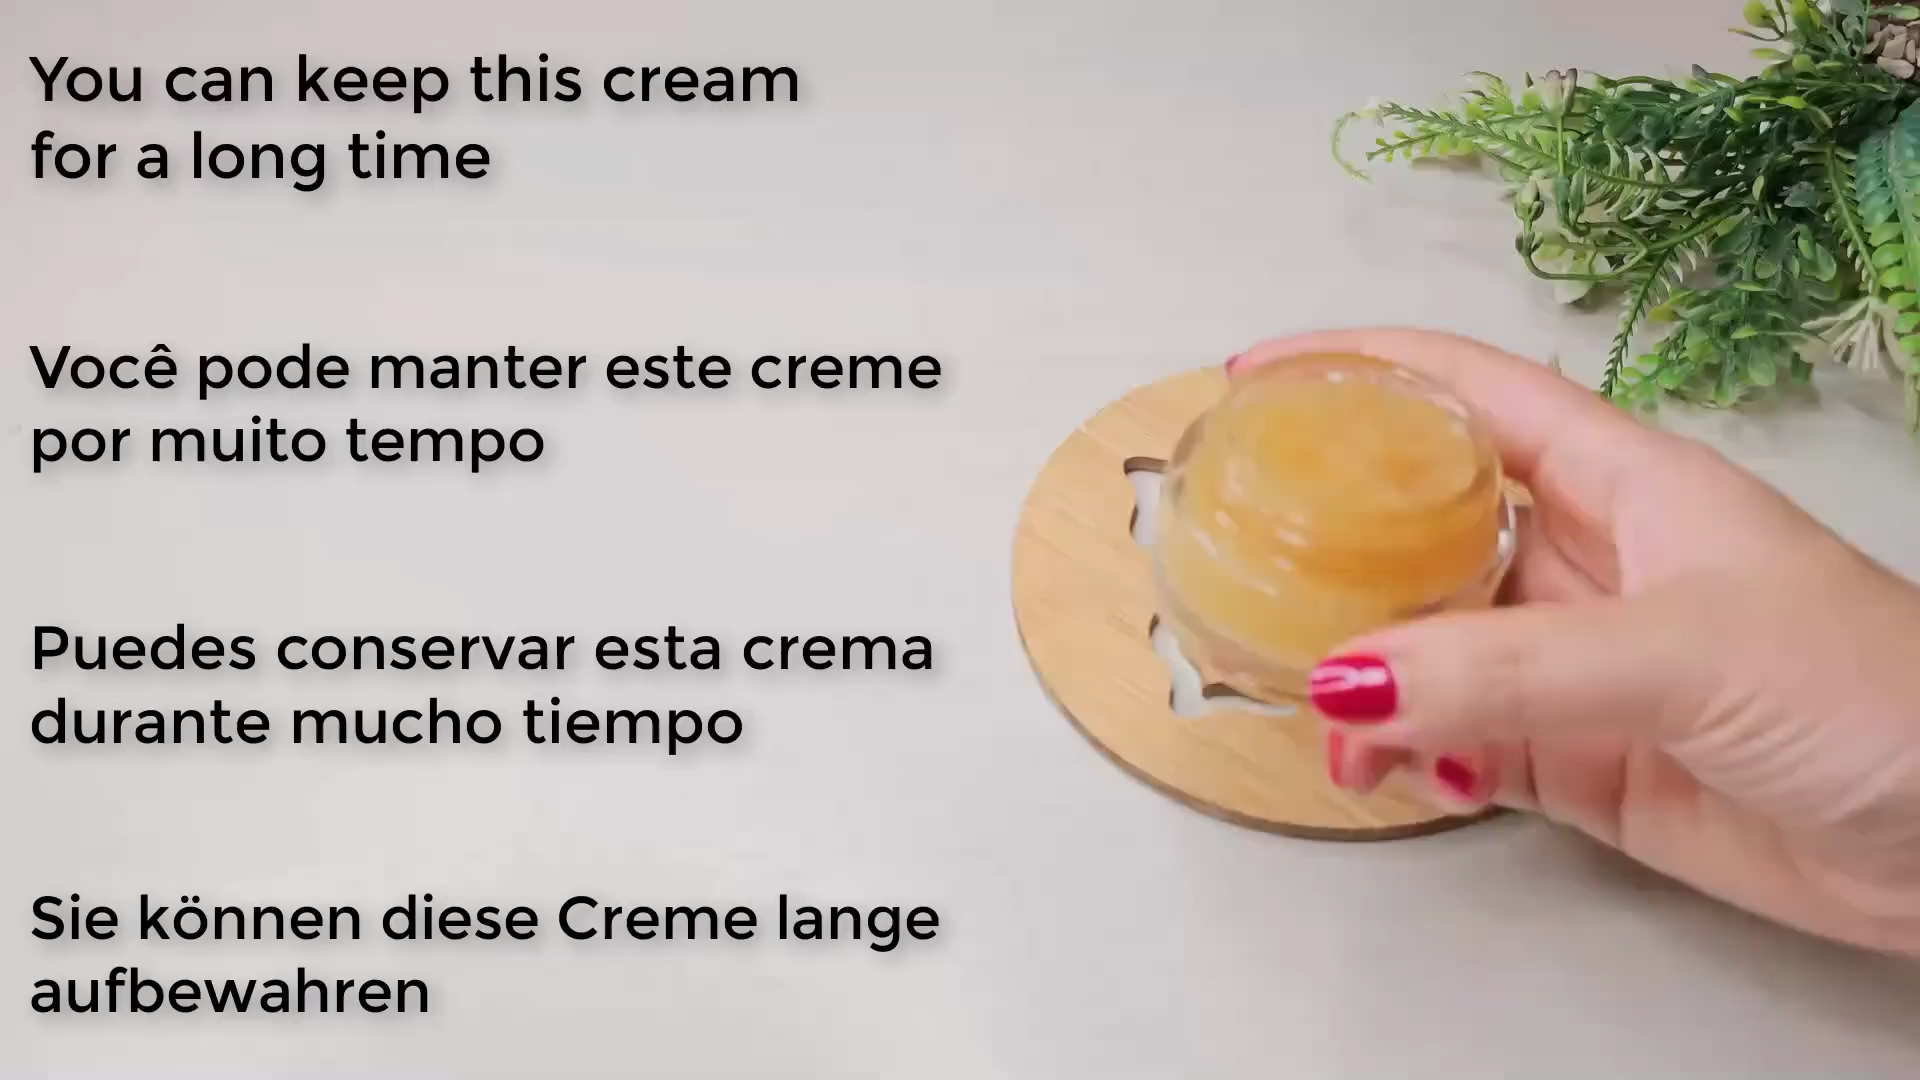 You can keep this cream
for a long time
Você pode manter este creme
por muito tempo
Puedes conservar esta crema
durante mucho tiempo
Sie können diese Creme lange
aufbewahren